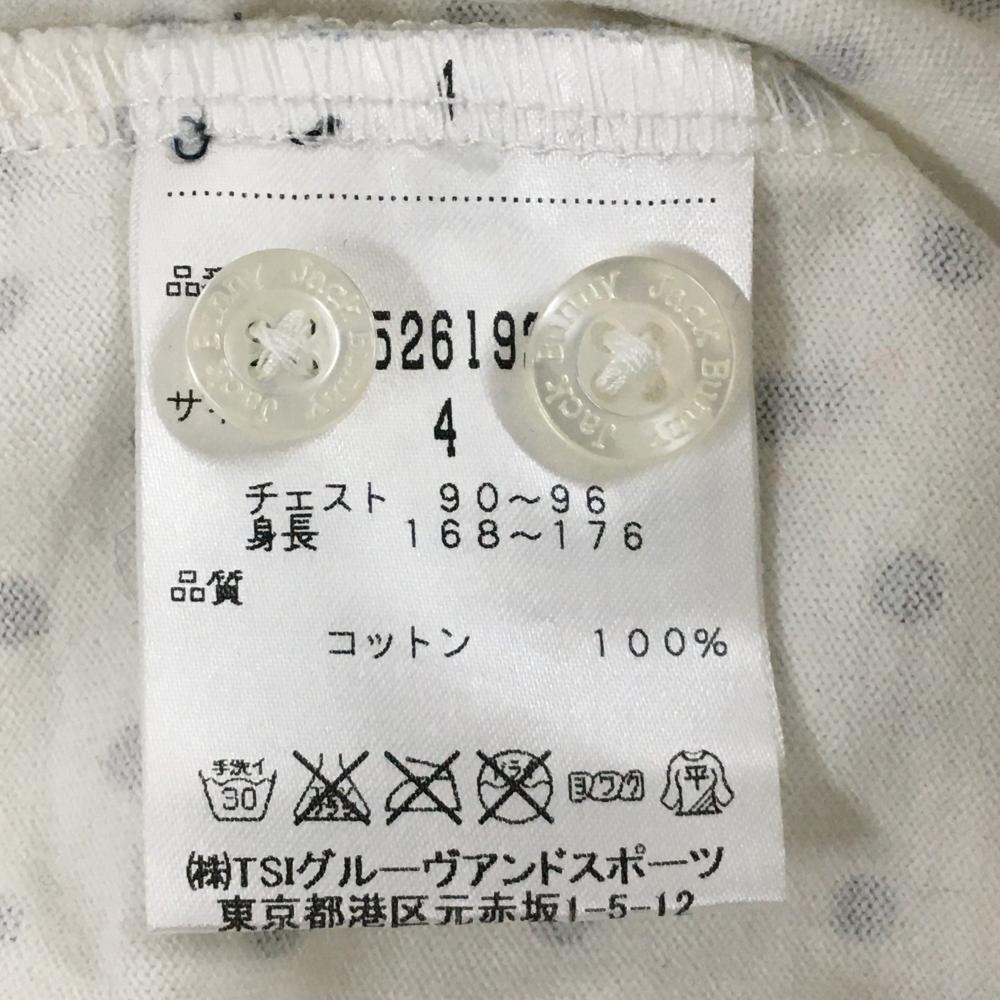 品
Jack Bunny Jack Bunny
526192
サ
4
チェスト 90～96
身長 168～176
品質
コットン 100%
手洗イ 30
ヨワク
平
㈱TSIグルーヴアンドスポーツ
東京都港区元赤坂1-5-12